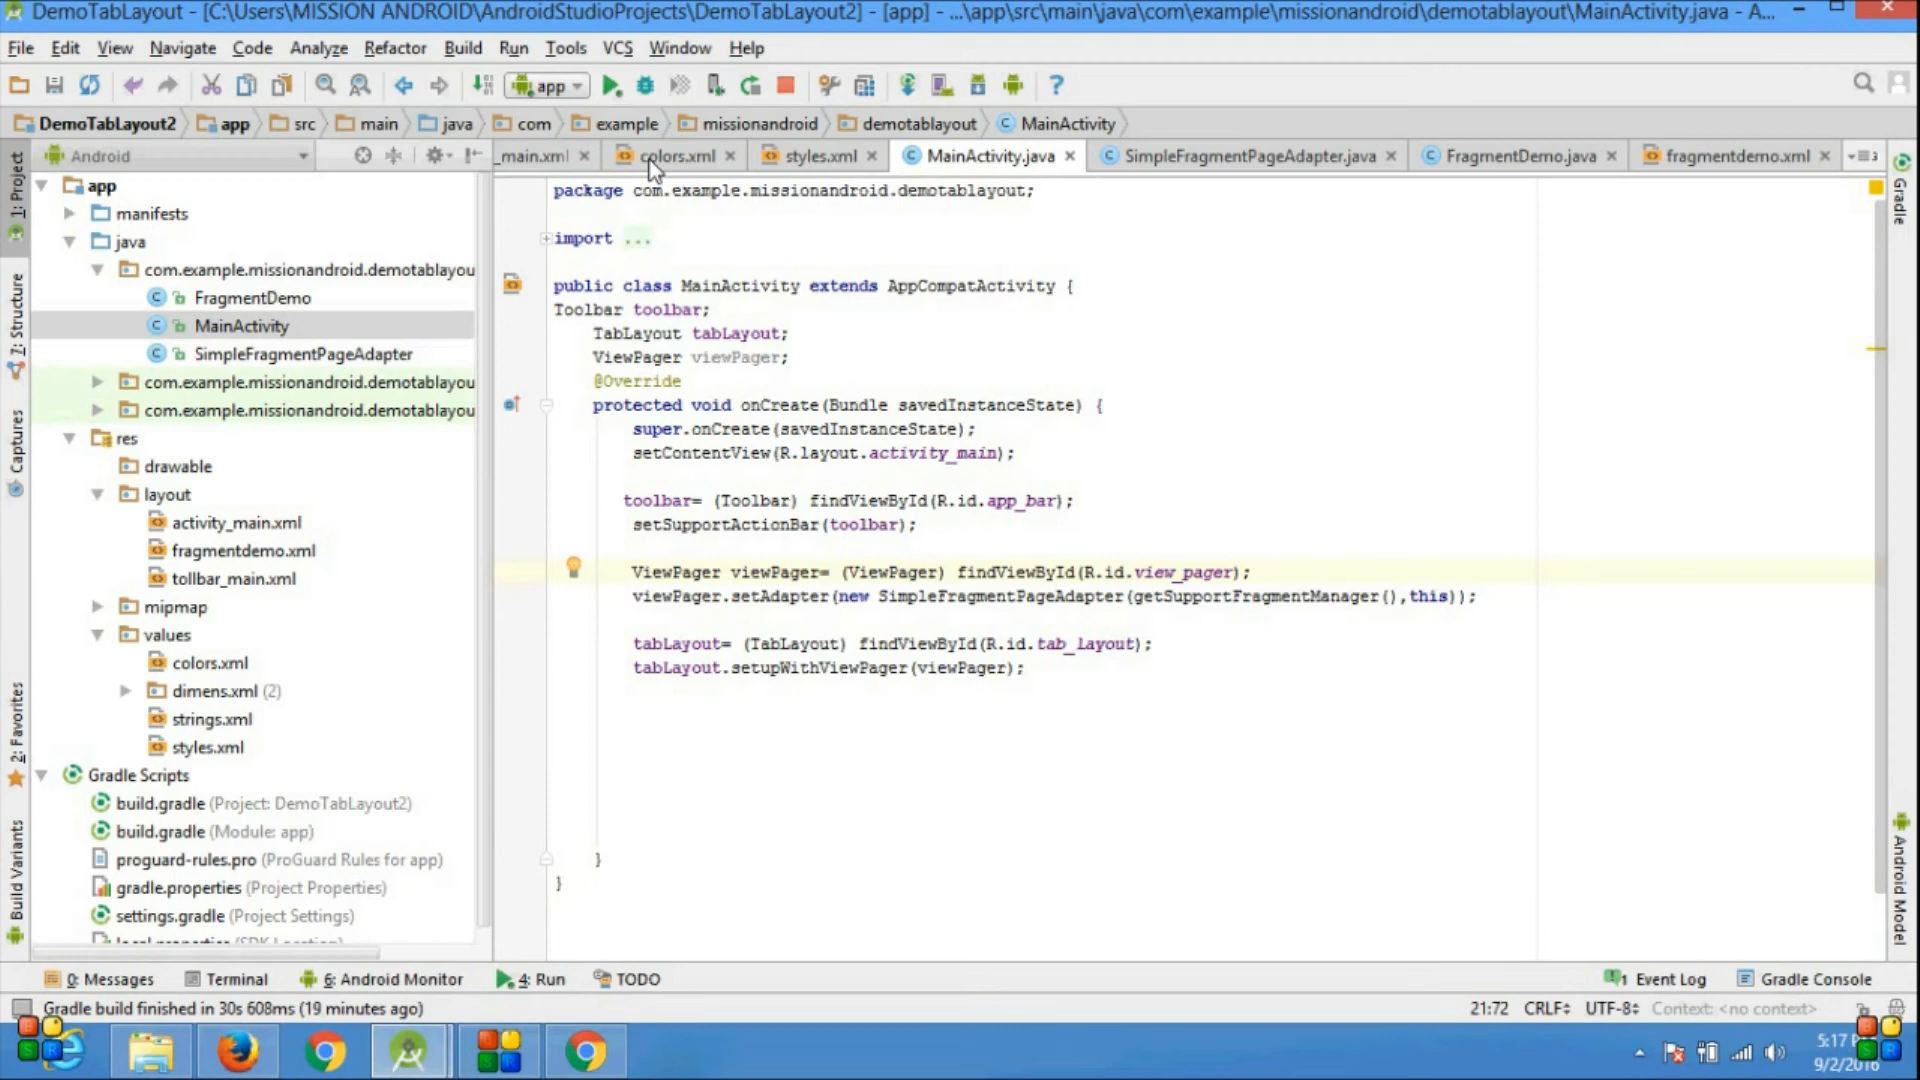 DemoTabLayout - [C:\Users\MISSION ANDROID\AndroidStudioProjects\DemoTabLayout2] - [app] - ...\app\src\main\java\com\example\missionandroid\demotablayout\MainActivity.java - A...
File Edit View Navigate Code Analyze Refactor Build Run Tools VCS Window Help
app
DemoTabLayout2 app src main java com example missionandroid demotablayout MainActivity
Android
_main.xml colors.xml styles.xml MainActivity.java SimpleFragmentPageAdapter.java FragmentDemo.java fragmentdemo.xml
1: Project
7: Structure
Captures
2: Favorites
Build Variants
app
manifests
java
com.example.missionandroid.demotablayou
FragmentDemo
MainActivity
SimpleFragmentPageAdapter
com.example.missionandroid.demotablayou
com.example.missionandroid.demotablayou
res
drawable
layout
activity_main.xml
fragmentdemo.xml
tollbar_main.xml
mipmap
values
colors.xml
dimens.xml (2)
strings.xml
styles.xml
Gradle Scripts
build.gradle (Project: DemoTabLayout2)
build.gradle (Module: app)
proguard-rules.pro (ProGuard Rules for app)
gradle.properties (Project Properties)
settings.gradle (Project Settings)
local.properties (SDK Location)
package com.example.missionandroid.demotablayout;
import ...
public class MainActivity extends AppCompatActivity {
Toolbar toolbar;
TabLayout tabLayout;
ViewPager viewPager;
@Override
protected void onCreate(Bundle savedInstanceState) {
super.onCreate(savedInstanceState);
setContentView(R.layout.activity_main);
toolbar= (Toolbar) findViewById(R.id.app_bar);
setSupportActionBar(toolbar);
ViewPager viewPager= (ViewPager) findViewById(R.id.view_pager);
viewPager.setAdapter(new SimpleFragmentPageAdapter(getSupportFragmentManager(),this));
tabLayout= (TabLayout) findViewById(R.id.tab_layout);
tabLayout.setupWithViewPager(viewPager);
}
}
Gradle
Android Model
0: Messages Terminal 6: Android Monitor 4: Run TODO 1 Event Log Gradle Console
Gradle build finished in 30s 608ms (19 minutes ago) 21:72 CRLF UTF-8 Context: <no context>
5:17
9/2/2016